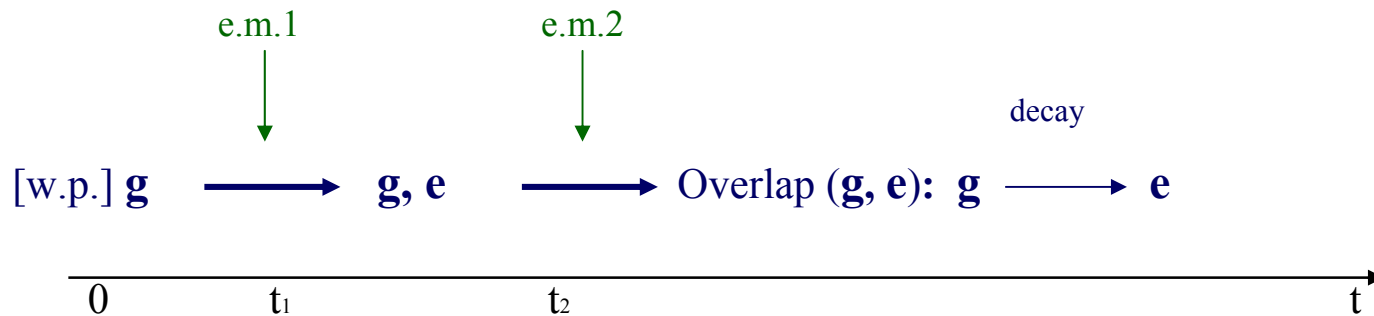 e.m.1 e.m.2
decay
[w.p.] g g, e Overlap (g, e): g e
0 t₁ t₂ t